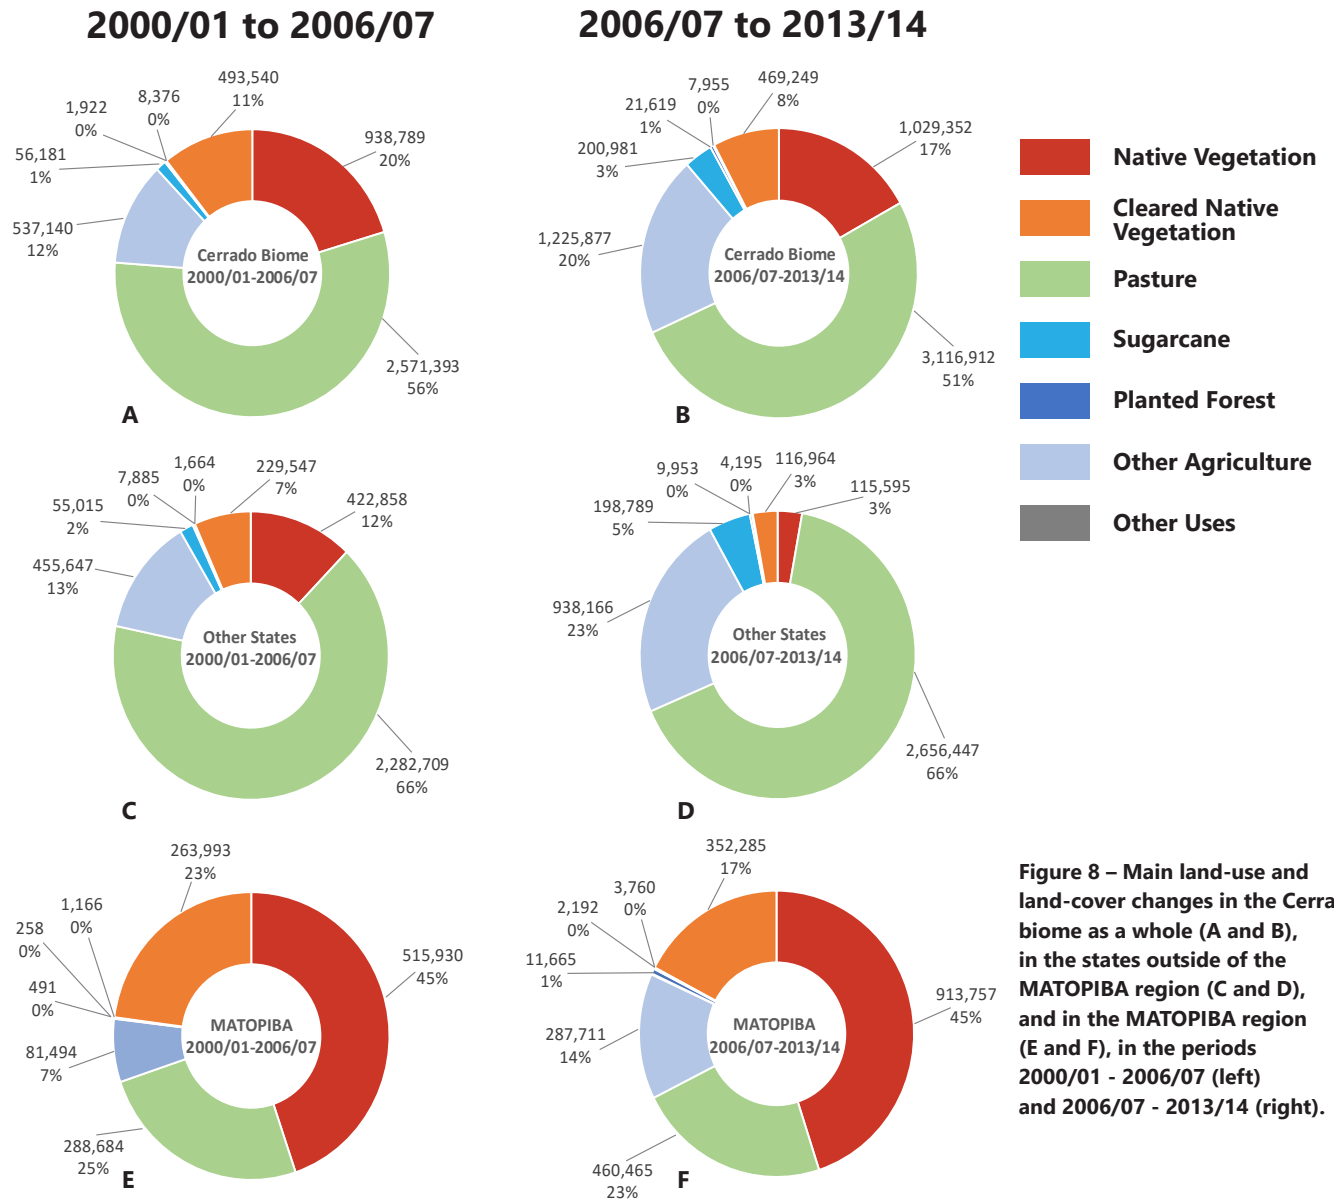 2000/01 to 2006/07
2006/07 to 2013/14
493,540
11%
8,376
0%
1,922
0%
56,181
1%
537,140
12%
938,789
20%
Cerrado Biome
2000/01-2006/07
2,571,393
56%
A
469,249
8%
7,955
0%
21,619
1%
200,981
3%
1,225,877
20%
1,029,352
17%
Cerrado Biome
2006/07-2013/14
3,116,912
51%
B
Native Vegetation
Cleared Native
Vegetation
Pasture
Sugarcane
Planted Forest
Other Agriculture
Other Uses
229,547
7%
1,664
0%
7,885
0%
55,015
2%
455,647
13%
422,858
12%
Other States
2000/01-2006/07
2,282,709
66%
C
116,964
3%
4,195
0%
9,953
0%
198,789
5%
938,166
23%
115,595
3%
Other States
2006/07-2013/14
2,656,447
66%
D
263,993
23%
1,166
0%
258
0%
491
0%
81,494
7%
515,930
45%
MATOPIBA
2000/01-2006/07
288,684
25%
E
352,285
17%
3,760
0%
2,192
0%
11,665
1%
287,711
14%
913,757
45%
MATOPIBA
2006/07-2013/14
460,465
23%
F
Figure 8 – Main land-use and
land-cover changes in the Cerra
biome as a whole (A and B),
in the states outside of the
MATOPIBA region (C and D),
and in the MATOPIBA region
(E and F), in the periods
2000/01 - 2006/07 (left)
and 2006/07 - 2013/14 (right).